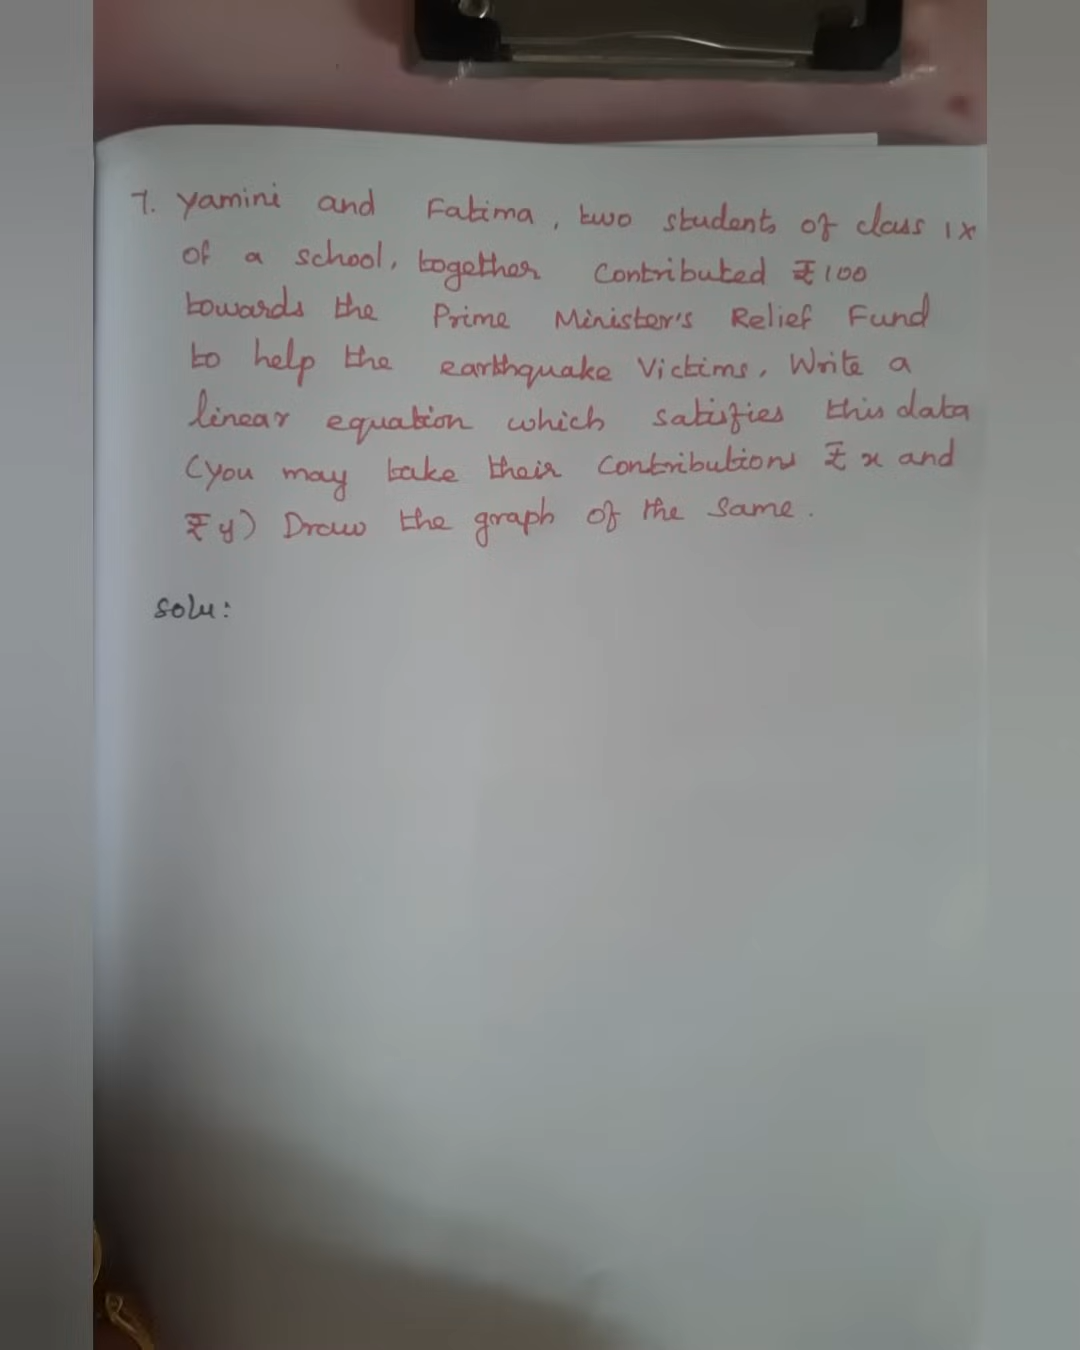 7. Yamini and Fatima, two students of class IX
of a school, together Contributed ₹100
towards the Prime Minister's Relief Fund
to help the earthquake Victims. Write a
linear equation which satisfies this data
(you may take their Contributions ₹ x and
₹ y) Draw the graph of the same.
Solu: